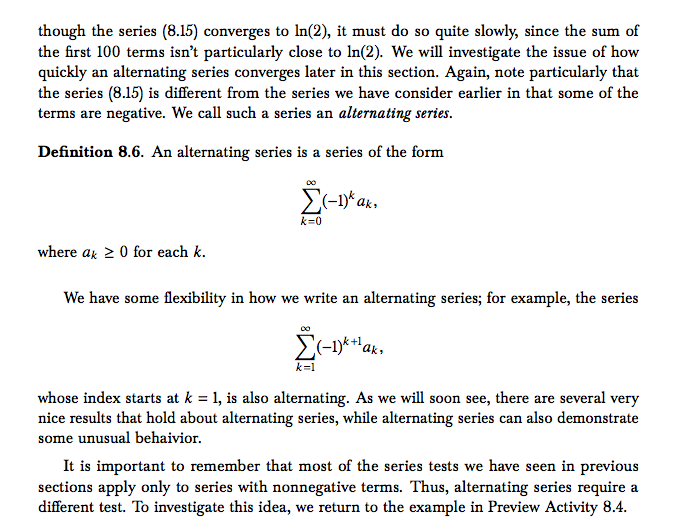 though the series (8.15) converges to ln(2), it must do so quite slowly, since the sum of
the first 100 terms isn't particularly close to ln(2). We will investigate the issue of how
quickly an alternating series converges later in this section. Again, note particularly that
the series (8.15) is different from the series we have consider earlier in that some of the
terms are negative. We call such a series an alternating series.
Definition 8.6. An alternating series is a series of the form
∞
∑(−1)ᵏ aₖ,
k=0
where aₖ ≥ 0 for each k.
We have some flexibility in how we write an alternating series; for example, the series
∞
∑(−1)ᵏ⁺¹aₖ,
k=1
whose index starts at k = 1, is also alternating. As we will soon see, there are several very
nice results that hold about alternating series, while alternating series can also demonstrate
some unusual behaivior.
It is important to remember that most of the series tests we have seen in previous
sections apply only to series with nonnegative terms. Thus, alternating series require a
different test. To investigate this idea, we return to the example in Preview Activity 8.4.